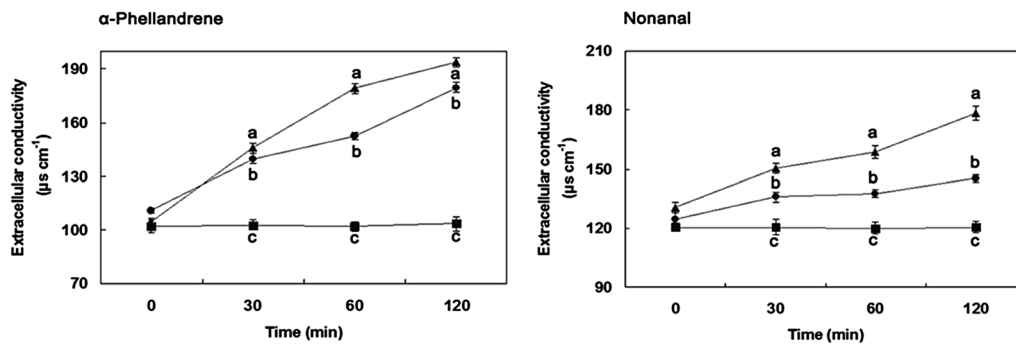 α-Phellandrene
Extracellular conductivity
(µs cm-1)
190
160
130
100
70
a
a
a
b
b
b
c
c
c
0
30
60
120
Time (min)
Nonanal
Extracellular conductivity
(µs cm-1)
210
180
150
120
90
a
a
a
b
b
b
c
c
c
0
30
60
120
Time (min)